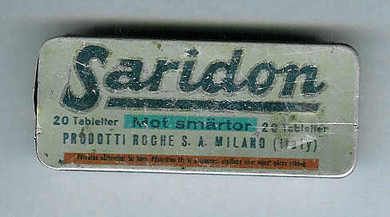 Saridon
20 Tabletter Mot smärtor 20 Tabletter
PRODOTTI ROCHE S. A. MILANO (Italy)